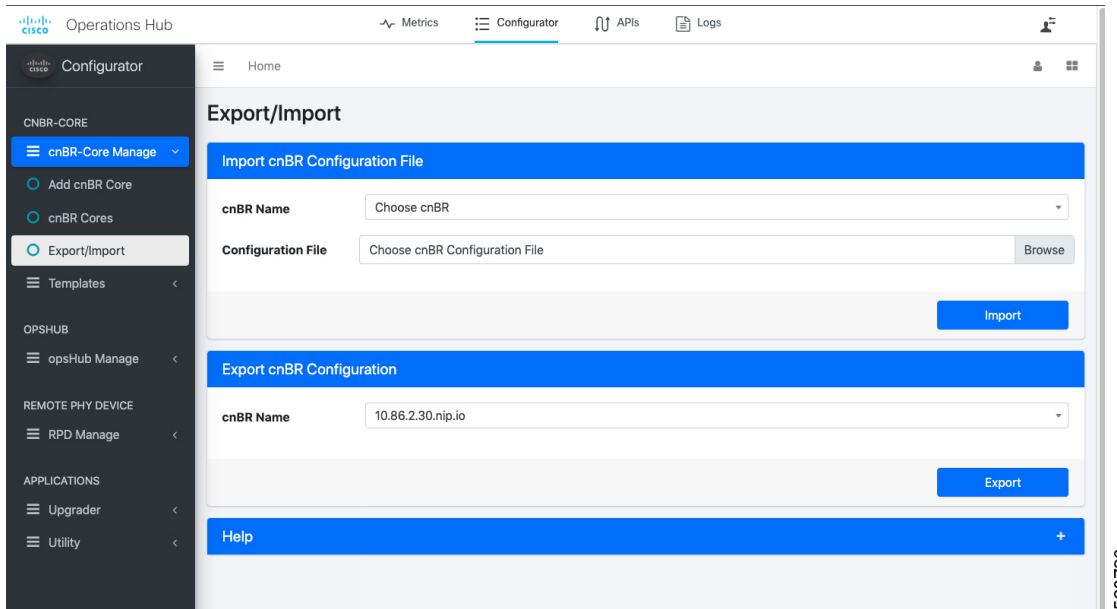 cisco Operations Hub
Metrics
Configurator
APIs
Logs
cisco Configurator
Home
CNBR-CORE
cnBR-Core Manage
Add cnBR Core
cnBR Cores
Export/Import
Templates
OPSHUB
opsHub Manage
REMOTE PHY DEVICE
RPD Manage
APPLICATIONS
Upgrader
Utility
Export/Import
Import cnBR Configuration File
cnBR Name
Choose cnBR
Configuration File
Choose cnBR Configuration File
Browse
Import
Export cnBR Configuration
cnBR Name
10.86.2.30.nip.io
Export
Help